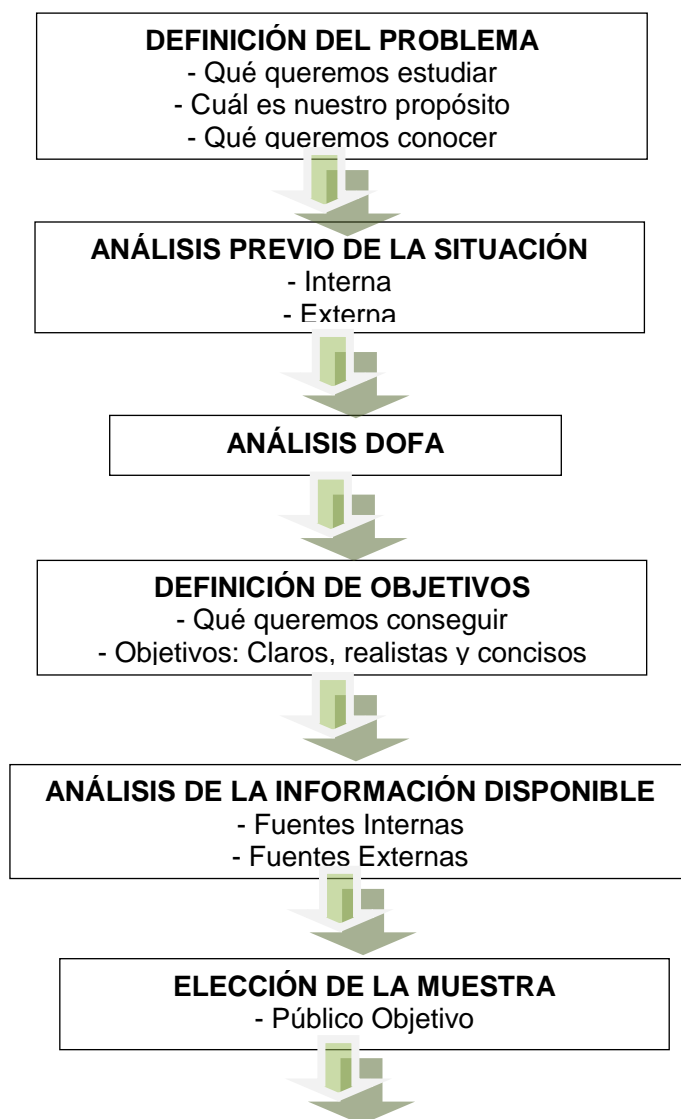 DEFINICIÓN DEL PROBLEMA
- Qué queremos estudiar
- Cuál es nuestro propósito
- Qué queremos conocer
ANÁLISIS PREVIO DE LA SITUACIÓN
- Interna
- Externa
ANÁLISIS DOFA
DEFINICIÓN DE OBJETIVOS
- Qué queremos conseguir
- Objetivos: Claros, realistas y concisos
ANÁLISIS DE LA INFORMACIÓN DISPONIBLE
- Fuentes Internas
- Fuentes Externas
ELECCIÓN DE LA MUESTRA
- Público Objetivo